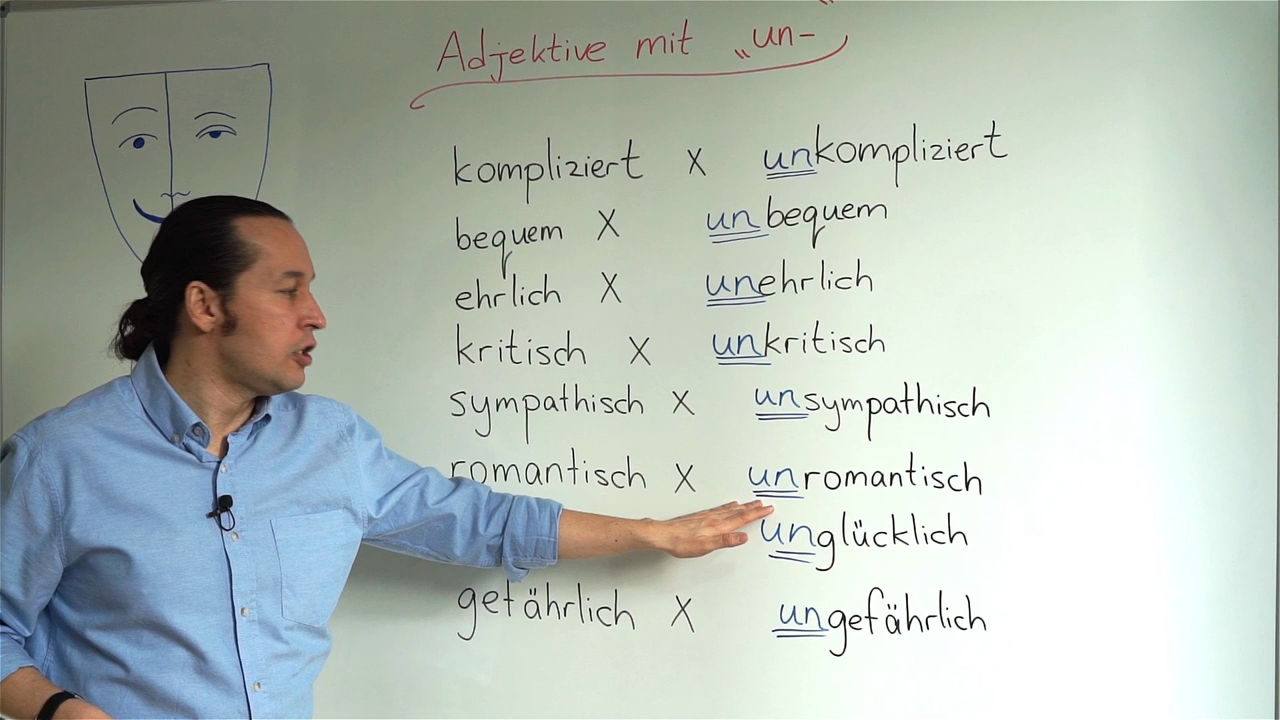 Adjektive mit „un-“
kompliziert x unkompliziert
bequem x unbequem
ehrlich x unehrlich
kritisch x unkritisch
sympathisch x unsympathisch
romantisch x unromantisch
unglücklich
gefährlich x ungefährlich